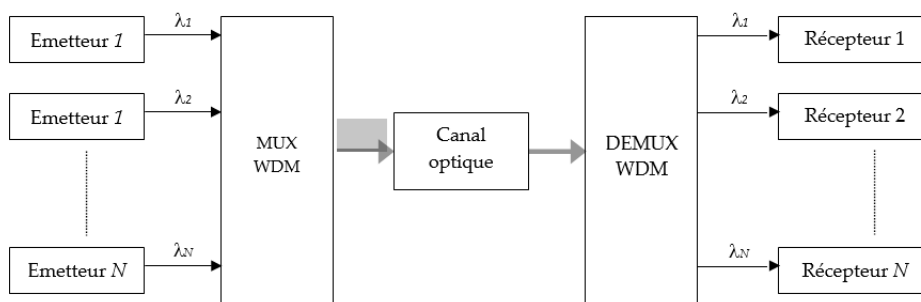 λ1
λ1
Emetteur 1
Récepteur 1
λ2
λ2
Emetteur 1
Récepteur 2
MUX
WDM
Canal
optique
DEMUX
WDM
λN
λN
Emetteur N
Récepteur N